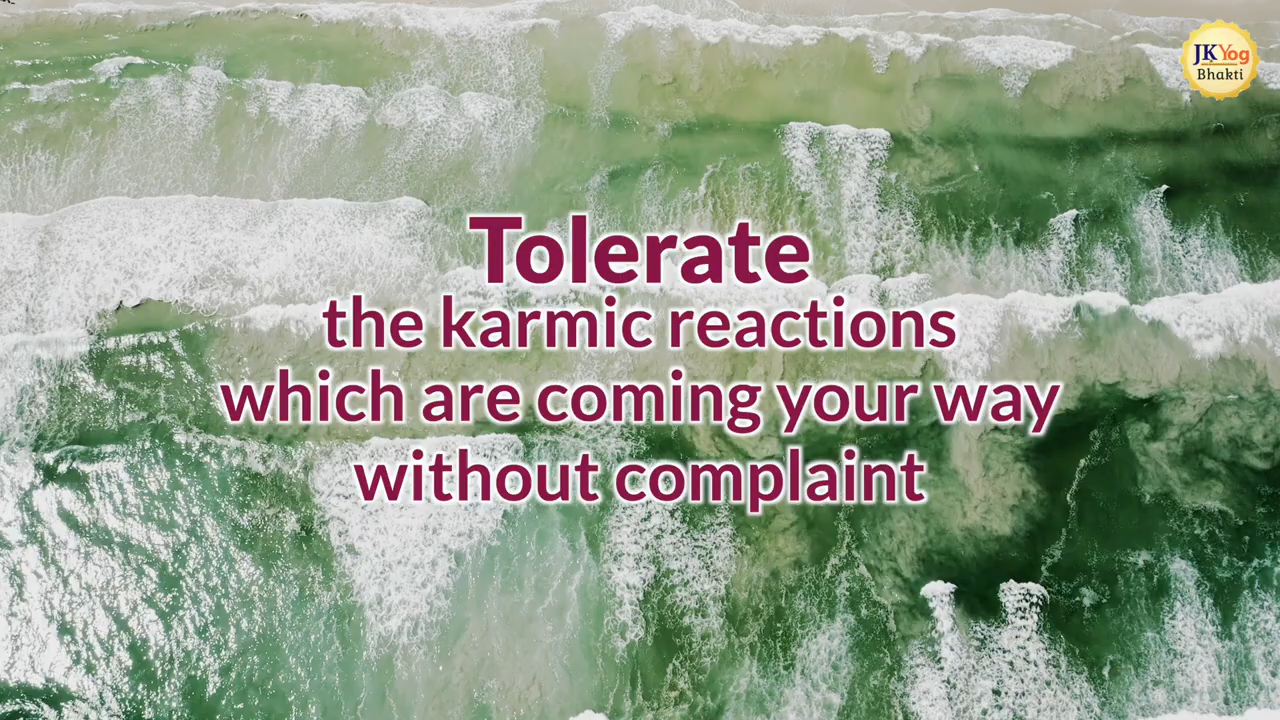 JKYog
Bhakti
Tolerate
the karmic reactions
which are coming your way
without complaint